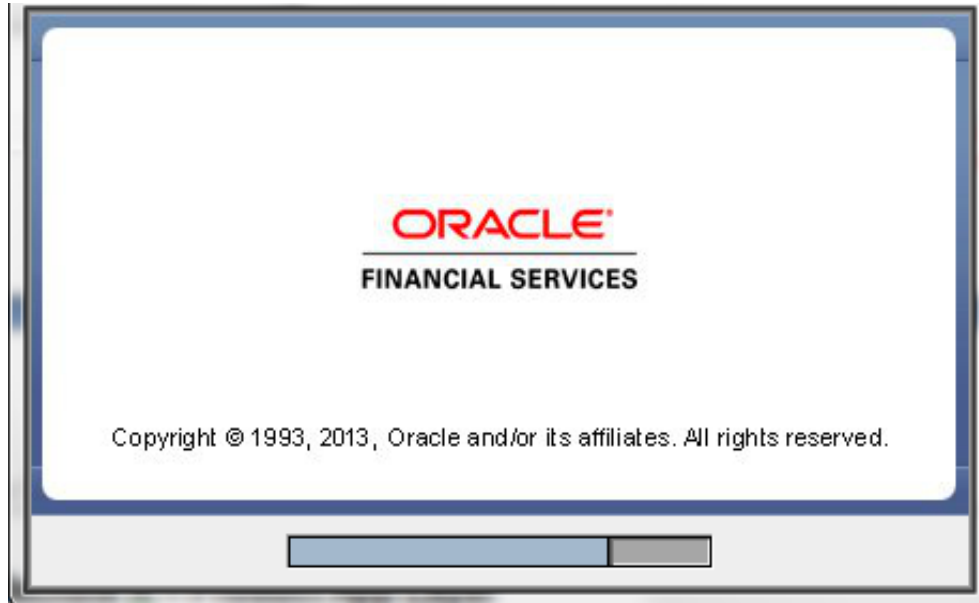 ORACLE
FINANCIAL SERVICES
Copyright © 1993, 2013, Oracle and/or its affiliates. All rights reserved.